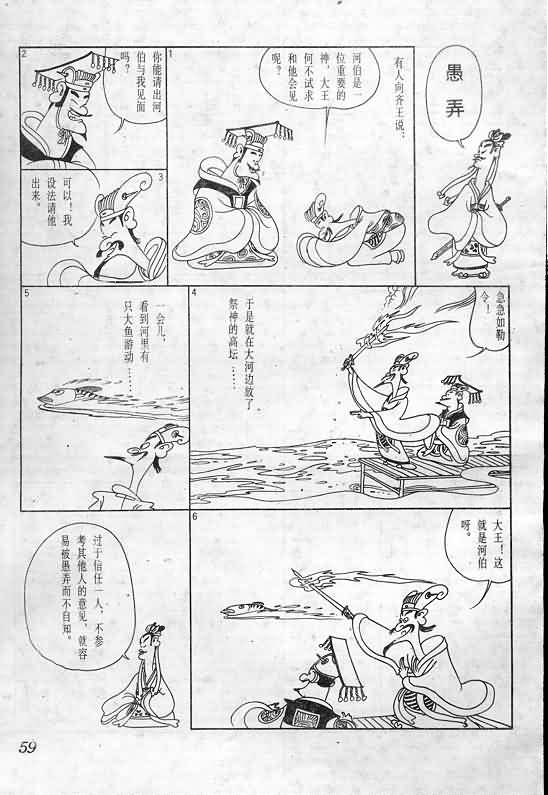 愚弄
有人向齐王说：
河伯是一
位重要的
神，大王
何不试求
和他会见
呢？
1
你能请出河
伯与我见面
吗？
2
可以！我
设法请他
出来。
3
急急如勒
令！
于是就在大河边放了
祭神的高坛……
4
一会儿，
看到河里有
只大鱼游动……
5
大王！这
就是河伯
呀。
6
过于信任一人，不参
考其他人的意见，就容
易被愚弄而不自知。
59